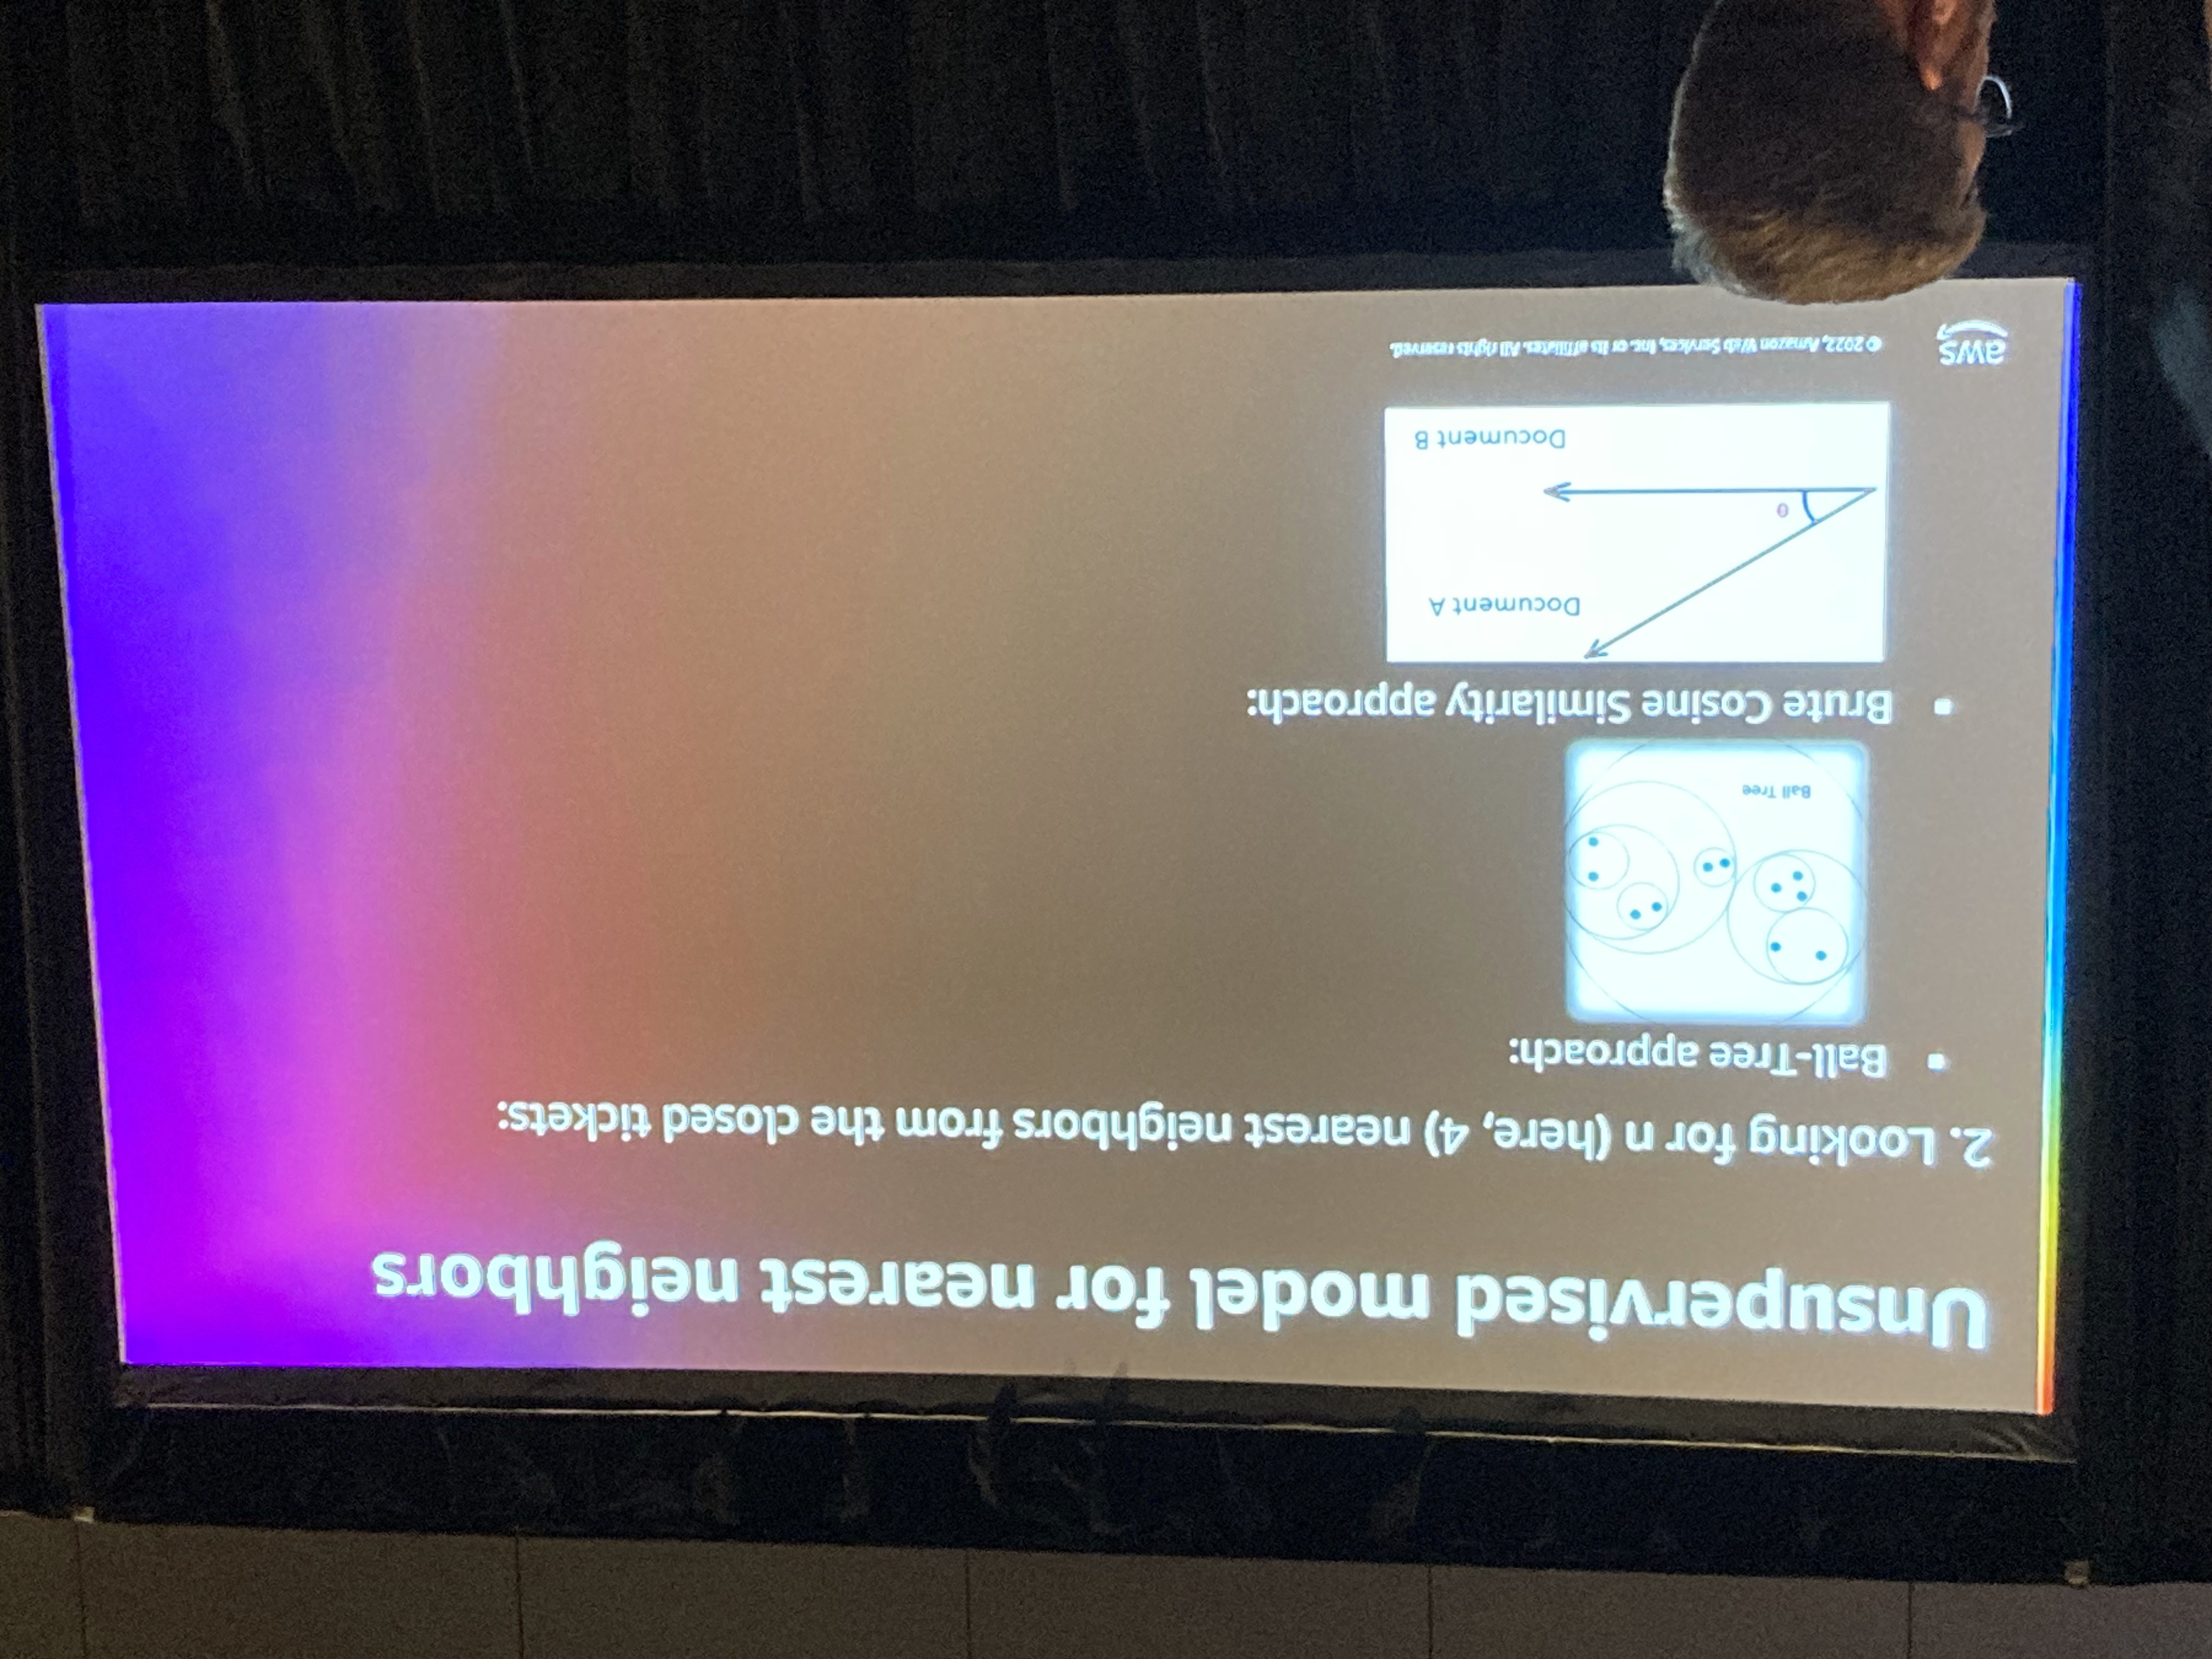 Unsupervised model for nearest neighbors
2. Looking for n (here, 4) nearest neighbors from the closed tickets:
▪ Ball-Tree approach:
Ball Tree
▪ Brute Cosine Similarity approach:
Document A
θ
Document B
aws
© 2022, Amazon Web Services, Inc. or its affiliates. All rights reserved.